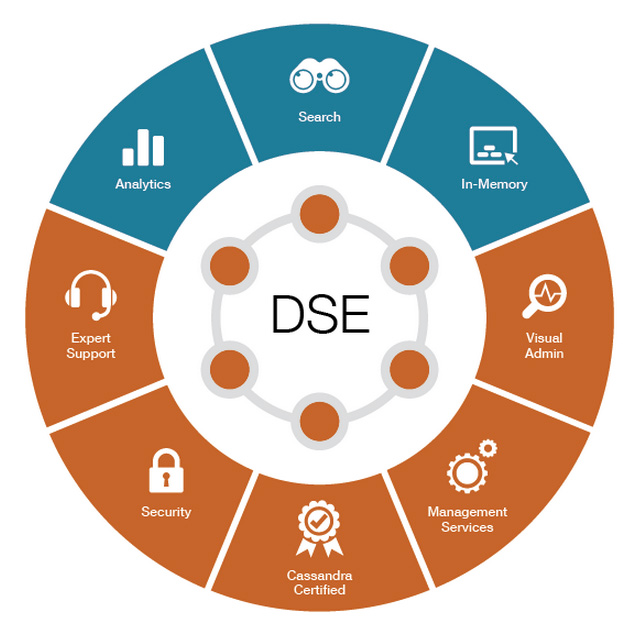 Search
Analytics
In-Memory
DSE
Expert
Support
Visual
Admin
Security
Management
Services
Cassandra
Certified